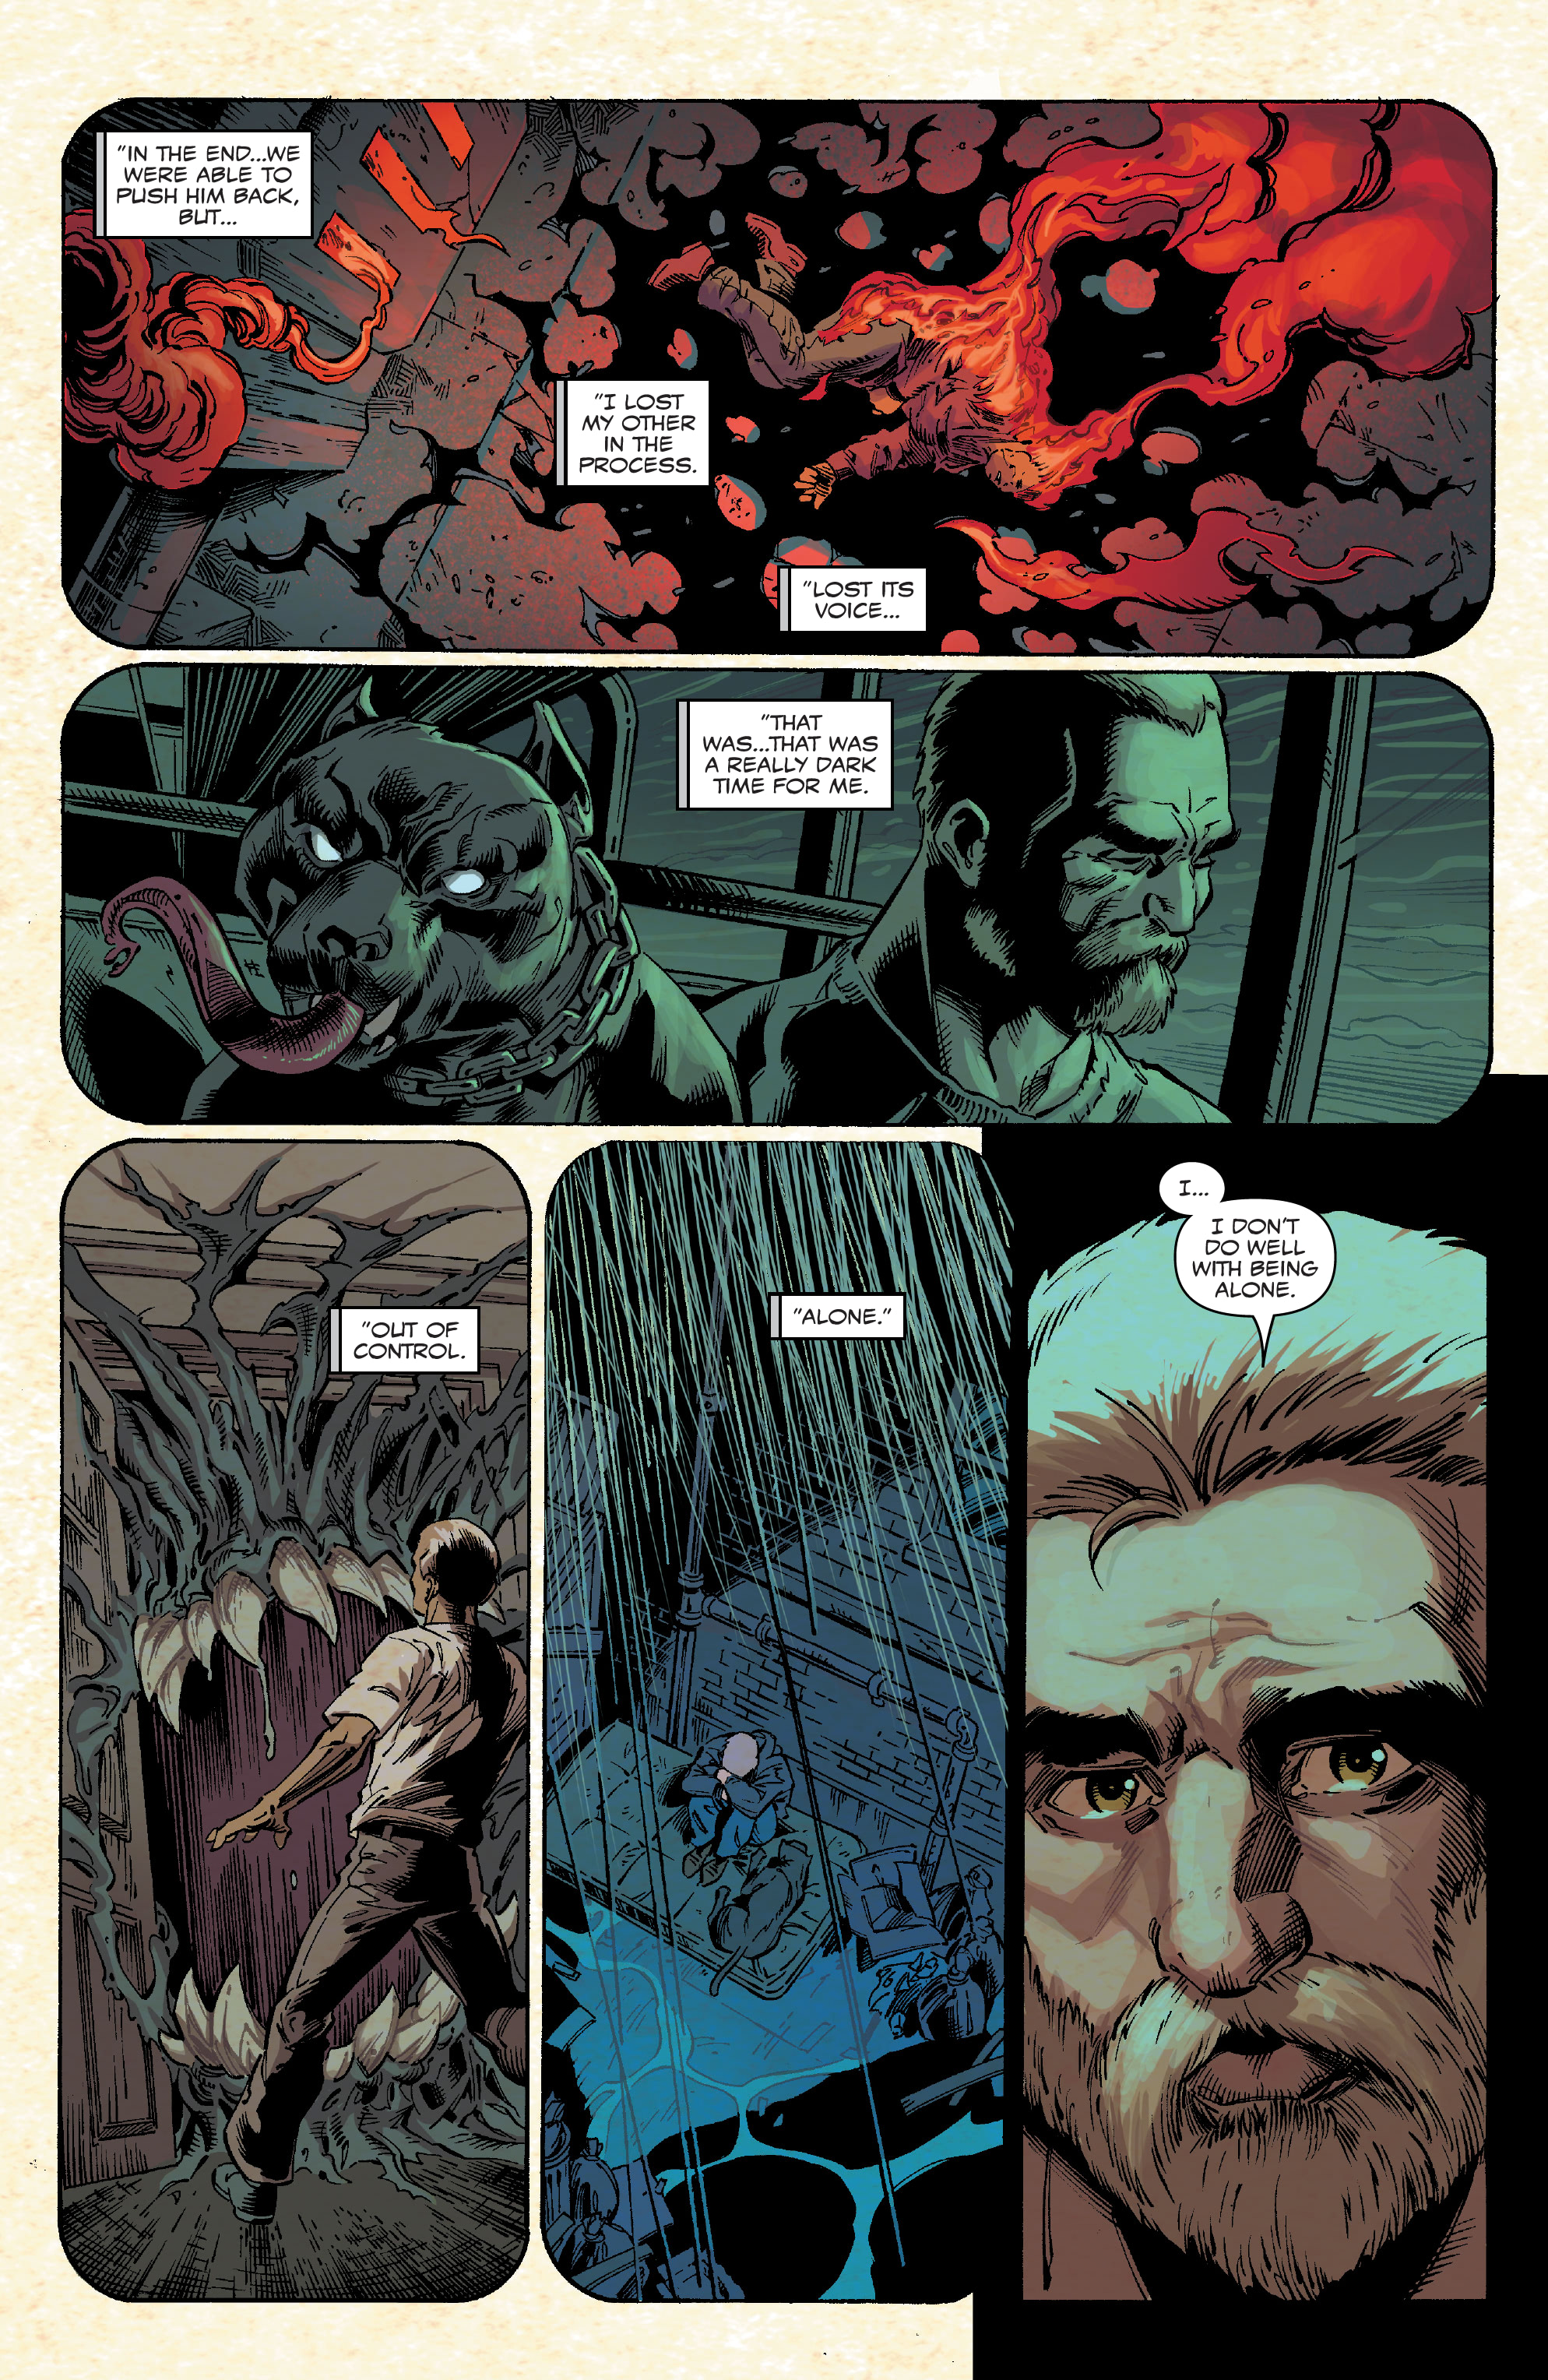 "IN THE END...WE
WERE ABLE TO
PUSH HIM BACK,
BUT...
"I LOST
MY OTHER
IN THE
PROCESS.
"LOST ITS
VOICE...
"THAT
WAS...THAT WAS
A REALLY DARK
TIME FOR ME.
"OUT OF
CONTROL.
"ALONE."
I...
I DON'T
DO WELL
WITH BEING
ALONE.